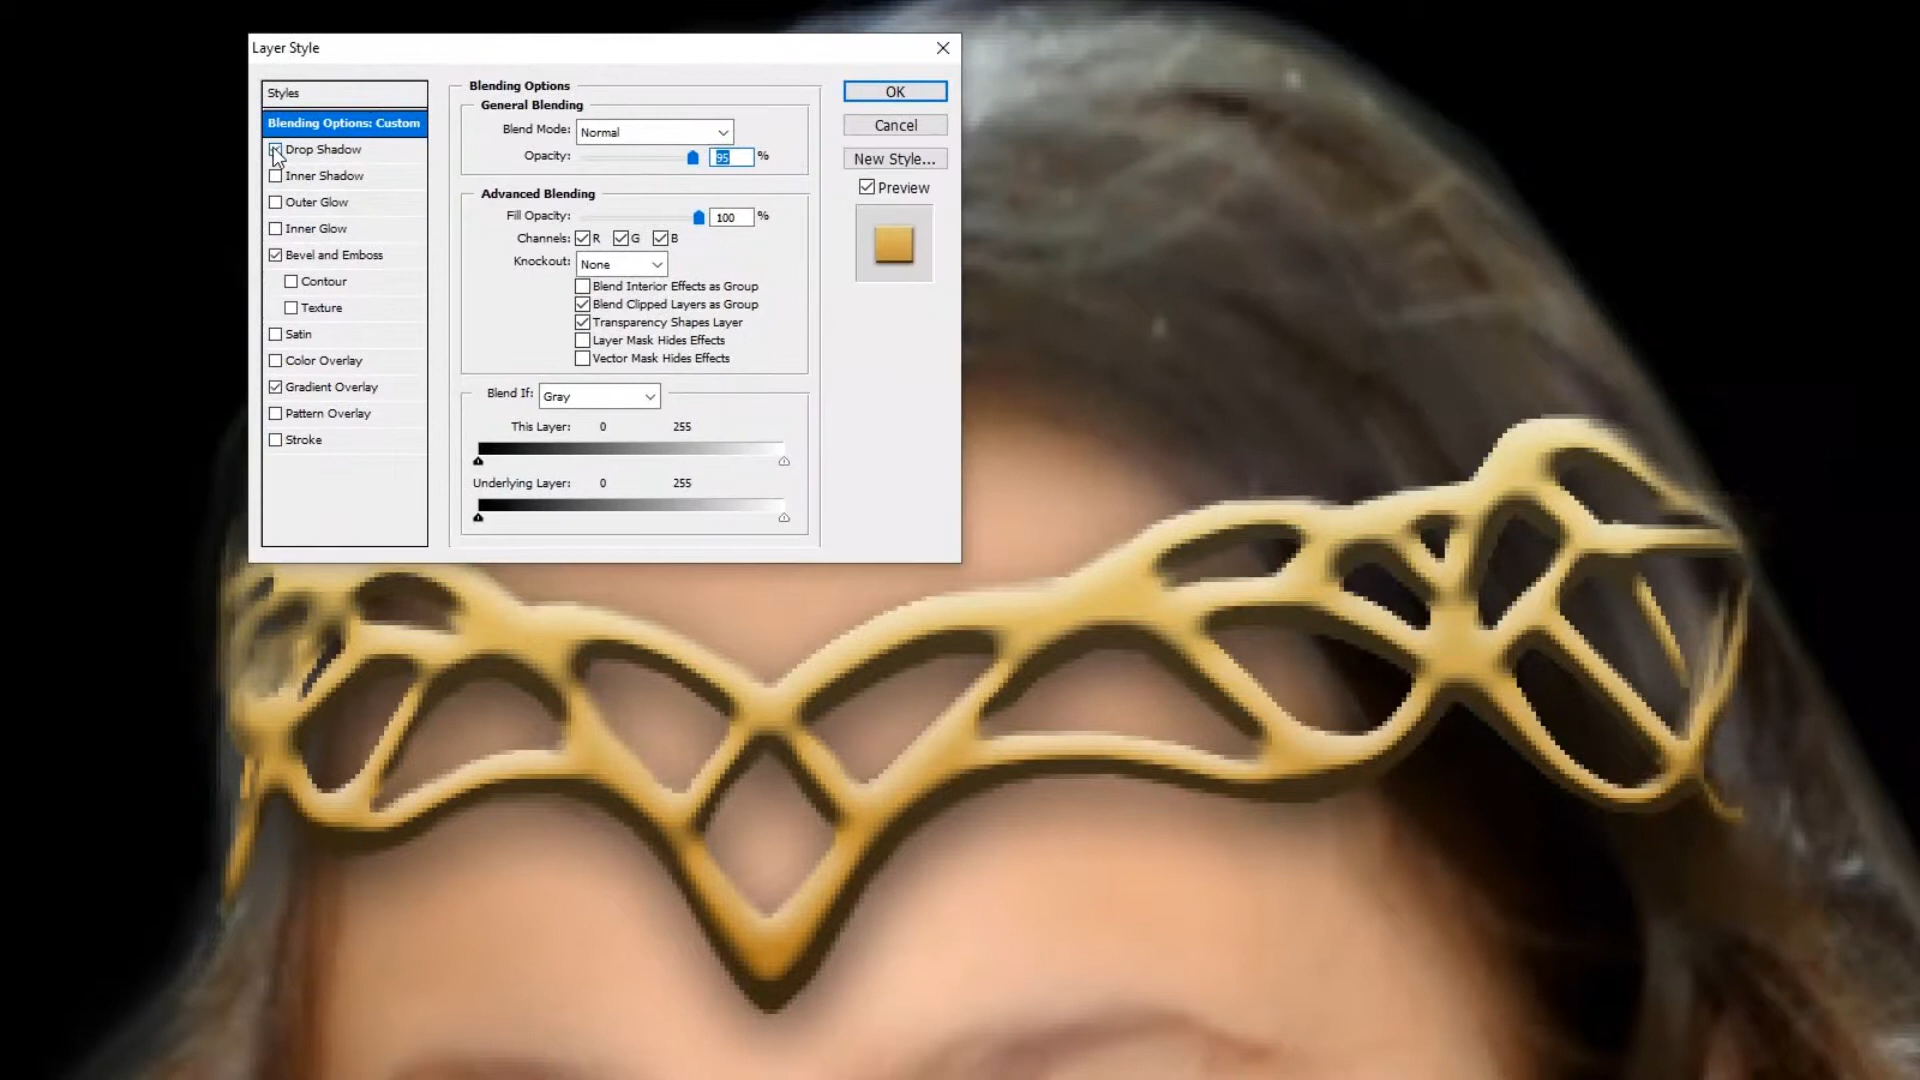 Layer Style
Styles
Blending Options: Custom
Drop Shadow
Inner Shadow
Outer Glow
Inner Glow
Bevel and Emboss
Contour
Texture
Satin
Color Overlay
Gradient Overlay
Pattern Overlay
Stroke
Blending Options
General Blending
Blend Mode: Normal
Opacity: 95 %
Advanced Blending
Fill Opacity: 100 %
Channels: R G B
Knockout: None
Blend Interior Effects as Group
Blend Clipped Layers as Group
Transparency Shapes Layer
Layer Mask Hides Effects
Vector Mask Hides Effects
Blend If: Gray
This Layer: 0 255
Underlying Layer: 0 255
OK
Cancel
New Style...
Preview